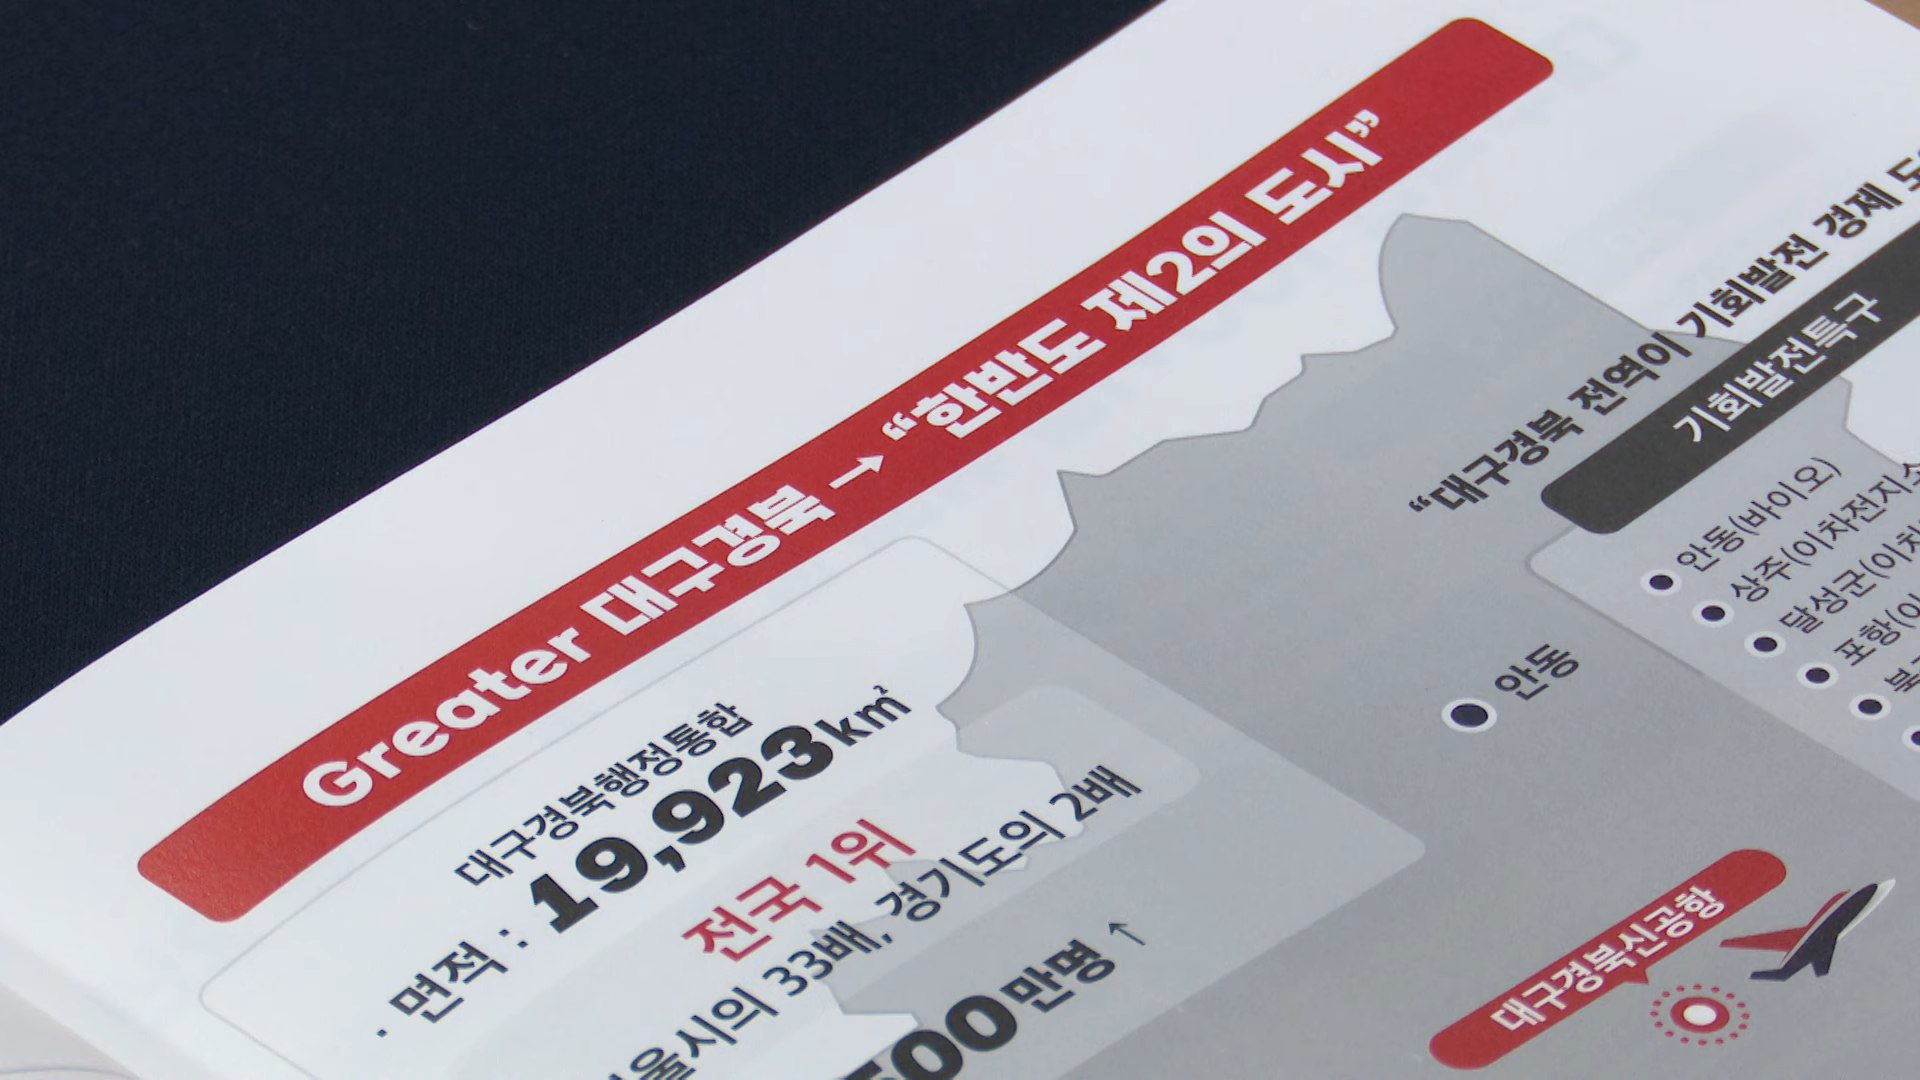 Greater 대구경북 → “한반도 제2의 도시”
대구경북행정통합
· 면적 : 19,923㎢
전국 1위
울시의 33배, 경기도의 2배
500만명 ↑
“대구경북 전역이 기회발전 경제
기회발전특구
안동(바이오)
상주(이차전지소
달성군(이차
포항(이
안동
대구경북신공항